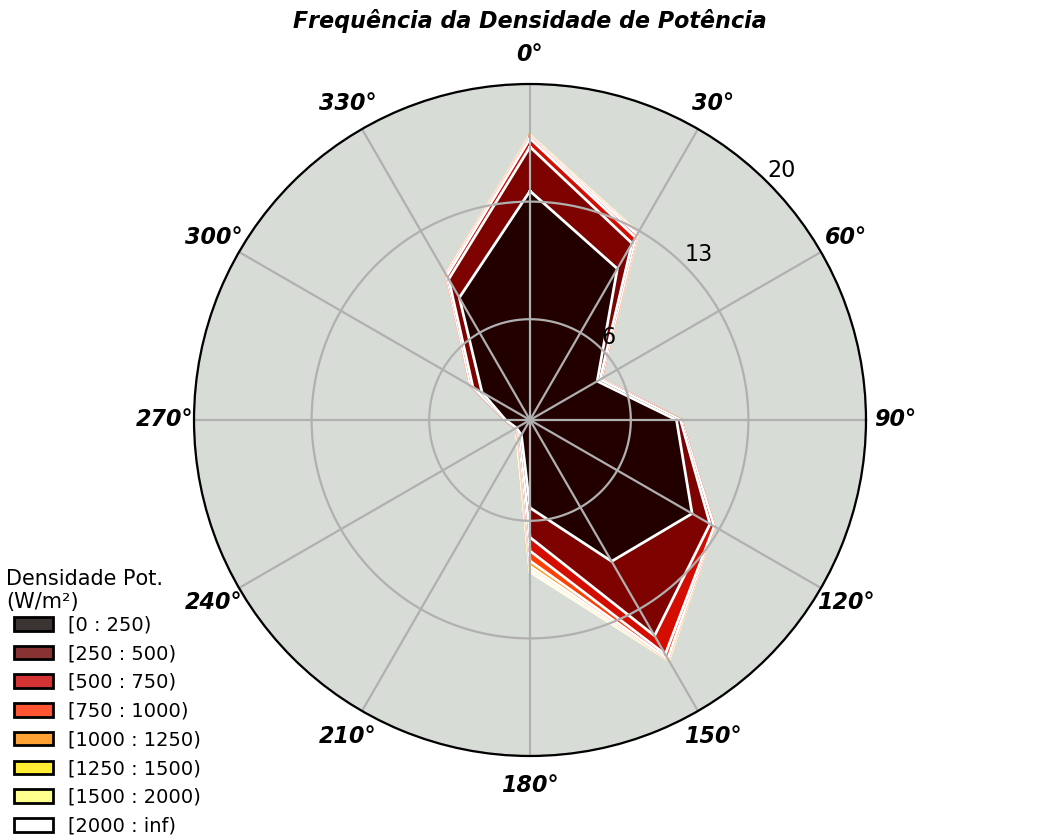 Frequência da Densidade de Potência
0°
330°
30°
20
300°
60°
13
6
270°
90°
240°
120°
210°
150°
180°
Densidade Pot.
(W/m²)
[0 : 250)
[250 : 500)
[500 : 750)
[750 : 1000)
[1000 : 1250)
[1250 : 1500)
[1500 : 2000)
[2000 : inf)